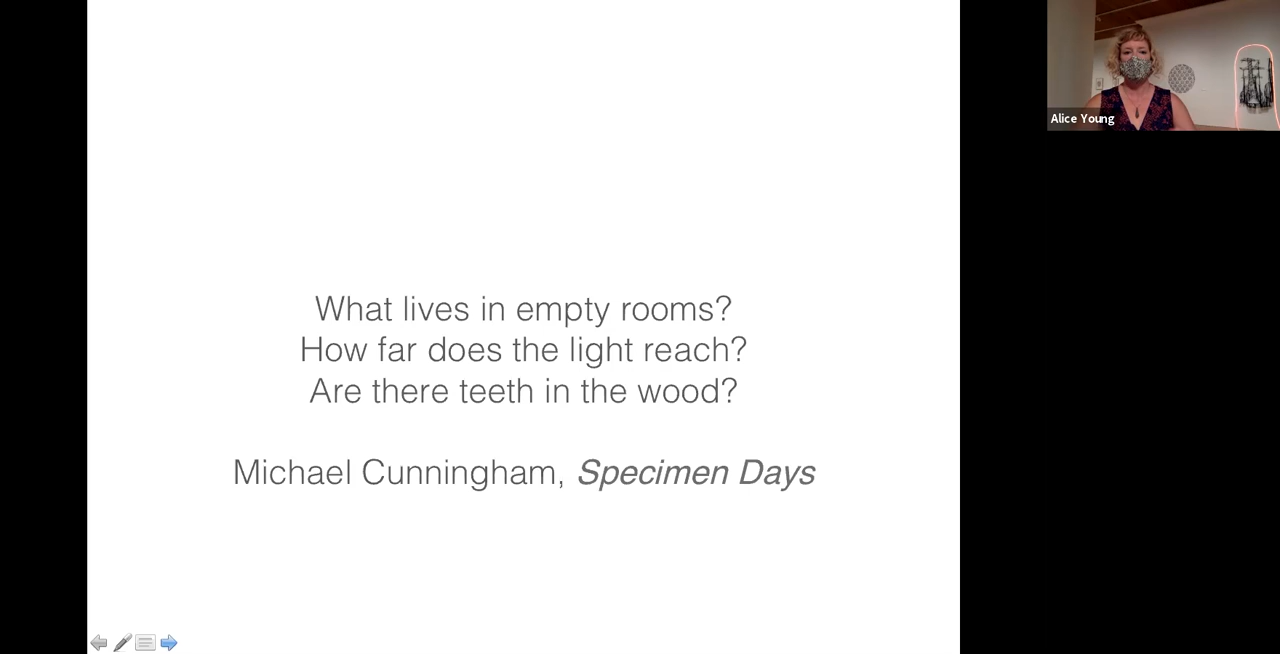 What lives in empty rooms?
How far does the light reach?
Are there teeth in the wood?
Michael Cunningham, Specimen Days
Alice Young